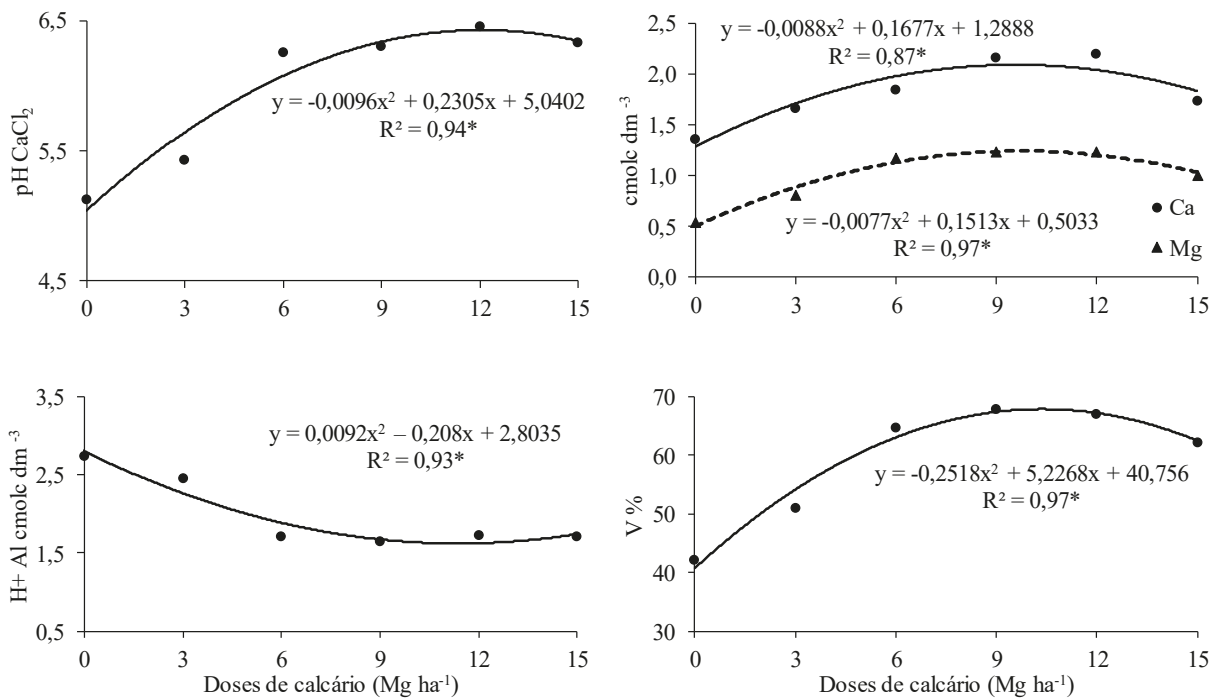 6,5
5,5
4,5
pH CaCl₂
y = -0,0096x² + 0,2305x + 5,0402
R² = 0,94*
0 3 6 9 12 15
2,5
2,0
1,5
1,0
0,5
0,0
cmolc dm ⁻³
y = -0,0088x² + 0,1677x + 1,2888
R² = 0,87*
y = -0,0077x² + 0,1513x + 0,5033
R² = 0,97*
Ca
Mg
0 3 6 9 12 15
3,5
2,5
1,5
0,5
H+ Al cmolc dm ⁻³
y = 0,0092x² – 0,208x + 2,8035
R² = 0,93*
0 3 6 9 12 15
Doses de calcário (Mg ha⁻¹)
70
60
50
40
30
V %
y = -0,2518x² + 5,2268x + 40,756
R² = 0,97*
0 3 6 9 12 15
Doses de calcário (Mg ha⁻¹)